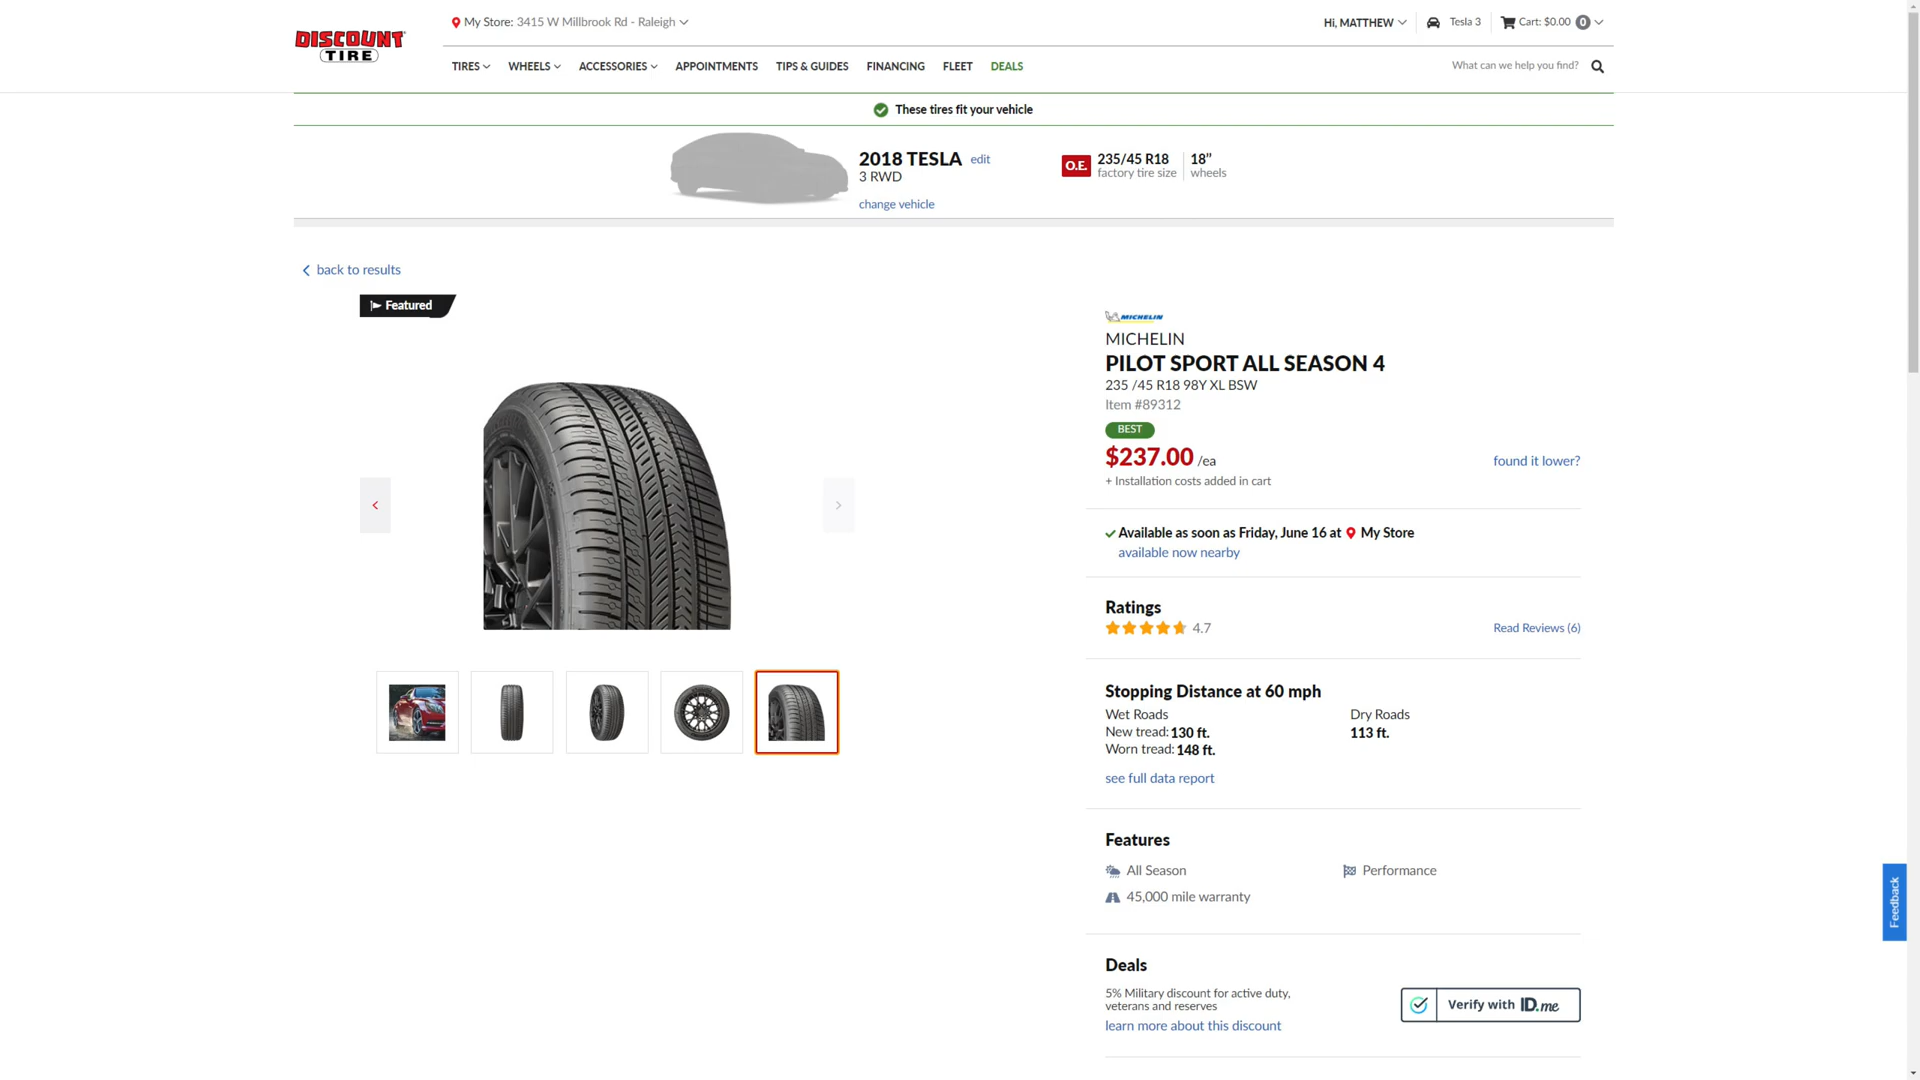 My Store: 3415 W Millbrook Rd - Raleigh
Hi, MATTHEW
Tesla 3
Cart: $0.00 0
DISCOUNT
TIRE
TIRES
WHEELS
ACCESSORIES
APPOINTMENTS
TIPS & GUIDES
FINANCING
FLEET
DEALS
What can we help you find?
These tires fit your vehicle
2018 TESLA edit
3 RWD
change vehicle
O.E.
235/45 R18
factory tire size
18”
wheels
back to results
Featured
MICHELIN
MICHELIN
PILOT SPORT ALL SEASON 4
235 /45 R18 98Y XL BSW
Item #89312
BEST
$237.00 /ea
found it lower?
+ Installation costs added in cart
Available as soon as Friday, June 16 at My Store
available now nearby
Ratings
4.7
Read Reviews (6)
Stopping Distance at 60 mph
Wet Roads
New tread: 130 ft.
Worn tread: 148 ft.
Dry Roads
113 ft.
see full data report
Features
All Season
Performance
45,000 mile warranty
Deals
5% Military discount for active duty,
veterans and reserves
learn more about this discount
Verify with ID.me
Feedback